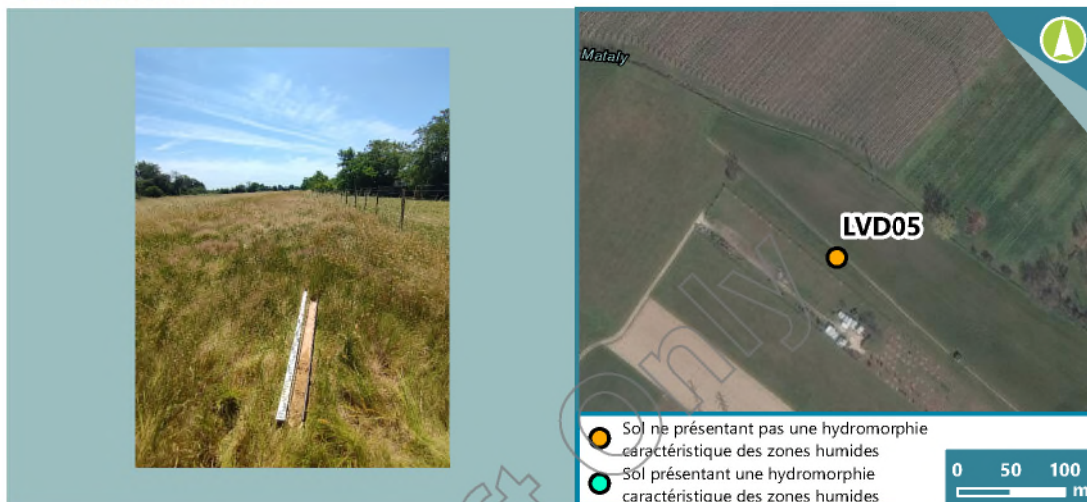 Mataly
LVD05
Sol ne présentant pas une hydromorphie
caractéristique des zones humides
Sol présentant une hydromorphie
caractéristique des zones humides
0 50 100
m
Only